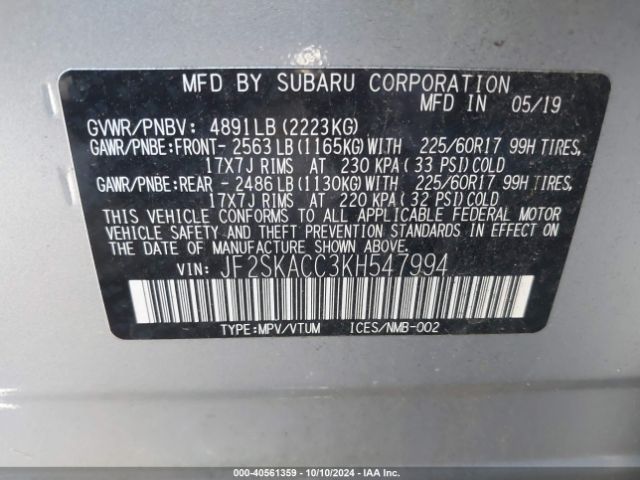 MFD BY SUBARU CORPORATION
MFD IN 05/19
GVWR/PNBV: 4891LB (2223KG)
GAWR/PNBE:FRONT- 2563 LB(1165KG)WITH 225/60R17 99H TIRES,
17X7J RIMS AT 230 KPA(33 PSI)COLD
GAWR/PNBE:REAR - 2486 LB(1130KG)WITH 225/60R17 99H TIRES,
17X7J RIMS AT 220 KPA(32 PSI)COLD
THIS VEHICLE CONFORMS TO ALL APPLICABLE FEDERAL MOTOR
VEHICLE SAFETY AND THEFT PREVENTION STANDARDS IN EFFECT
ON THE DATE OF MANUFACTURE SHOWN ABOVE.
VIN: JF2SKACC3KH547994
TYPE:MPV/VTUM ICES/NMB-002
000-40561359 - 10/10/2024 - IAA Inc.